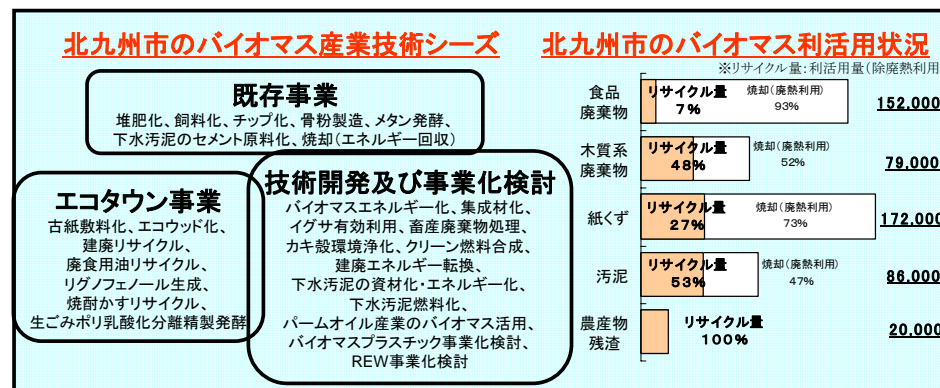 北九州市のバイオマス産業技術シーズ
既存事業
堆肥化、飼料化、チップ化、骨粉製造、メタン発酵、
下水汚泥のセメント原料化、焼却(エネルギー回収)
エコタウン事業
古紙敷料化、エコウッド化、
建廃リサイクル、
廃食用油リサイクル、
リグノフェノール生成、
焼酎かすリサイクル、
生ごみポリ乳酸化分離精製発酵
技術開発及び事業化検討
バイオマスエネルギー化、集成材化、
イグサ有効利用、畜産廃棄物処理、
カキ殻環境浄化、クリーン燃料合成、
建廃エネルギー転換、
下水汚泥の資材化・エネルギー化、
下水汚泥燃料化、
パームオイル産業のバイオマス活用、
バイオマスプラスチック事業化検討、
REW事業化検討
北九州市のバイオマス利活用状況
※リサイクル量:利活用量(除廃熱利用
食品
廃棄物
リサイクル量
7%
焼却(廃熱利用)
93%
152,000
木質系
廃棄物
リサイクル量
48%
焼却(廃熱利用)
52%
79,000
紙くず
リサイクル量
27%
焼却(廃熱利用)
73%
172,000
汚泥
リサイクル量
53%
焼却(廃熱利用)
47%
86,000
農産物
残渣
リサイクル量
100%
20,000